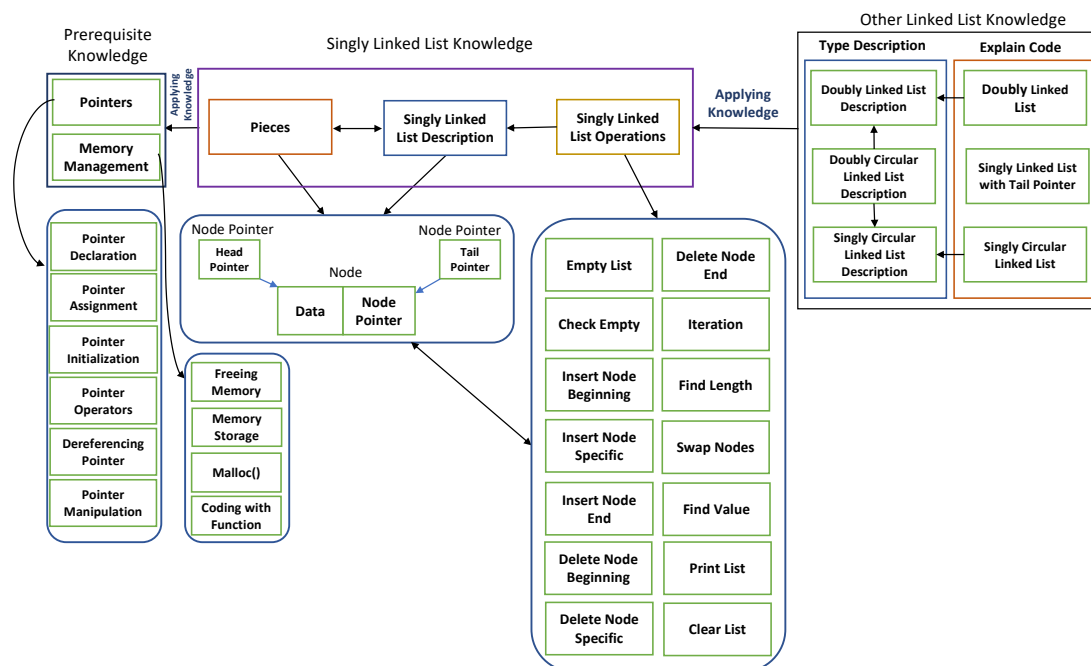 Prerequisite
Knowledge
Singly Linked List Knowledge
Other Linked List Knowledge
Type Description
Explain Code
Pointers
Memory
Management
Applying
Knowledge
Pieces
Singly Linked
List Description
Singly Linked
List Operations
Applying
Knowledge
Doubly Linked List
Description
Doubly Circular
Linked List
Description
Singly Circular
Linked List
Description
Doubly Linked
List
Singly Linked List
with Tail Pointer
Singly Circular
Linked List
Pointer
Declaration
Pointer
Assignment
Pointer
Initialization
Pointer
Operators
Dereferencing
Pointer
Pointer
Manipulation
Node Pointer
Head
Pointer
Node
Node Pointer
Tail
Pointer
Data
Node
Pointer
Freeing
Memory
Memory
Storage
Malloc()
Coding with
Function
Empty List
Check Empty
Insert Node
Beginning
Insert Node
Specific
Insert Node
End
Delete Node
Beginning
Delete Node
Specific
Delete Node
End
Iteration
Find Length
Swap Nodes
Find Value
Print List
Clear List